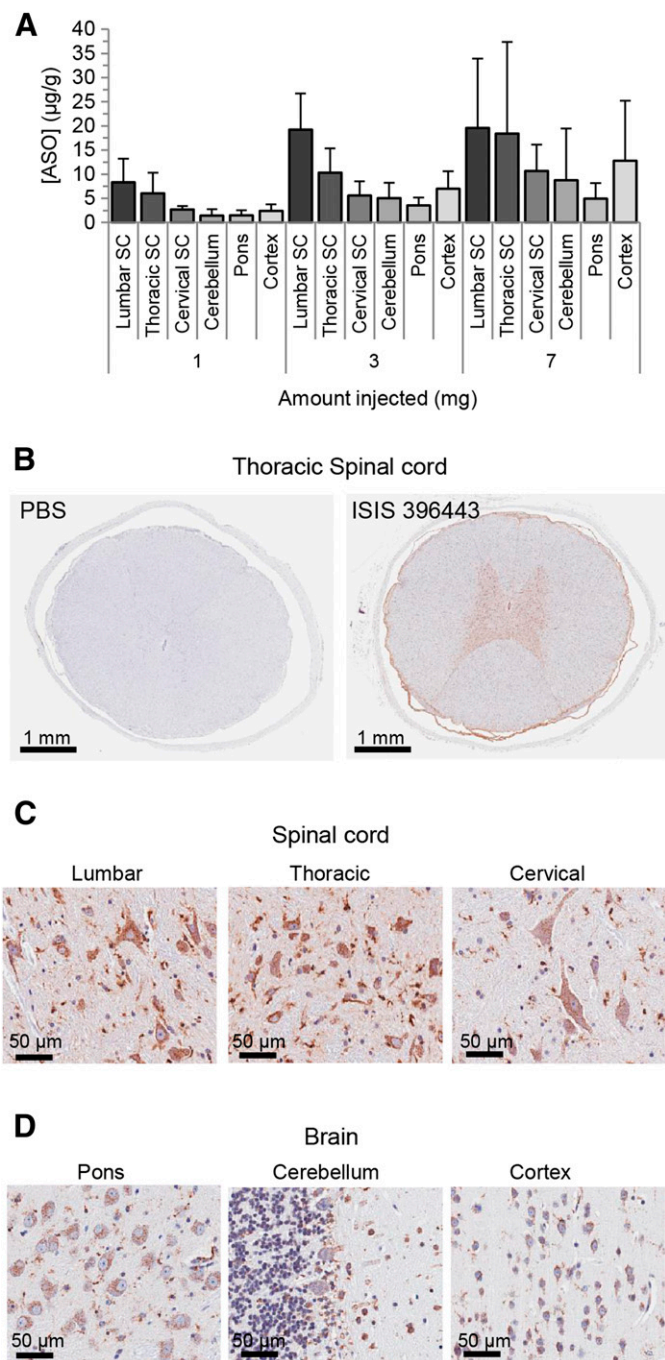 A
40
35
30
25
20
15
10
5
0
[ASO] (µg/g)
Lumbar SC
Thoracic SC
Cervical SC
Cerebellum
Pons
Cortex
Lumbar SC
Thoracic SC
Cervical SC
Cerebellum
Pons
Cortex
Lumbar SC
Thoracic SC
Cervical SC
Cerebellum
Pons
Cortex
1 3 7
Amount injected (mg)
B
Thoracic Spinal cord
PBS
ISIS 396443
1 mm
1 mm
C
Spinal cord
Lumbar Thoracic Cervical
50 µm
50 µm
50 µm
D
Brain
Pons Cerebellum Cortex
50 µm
50 µm
50 µm